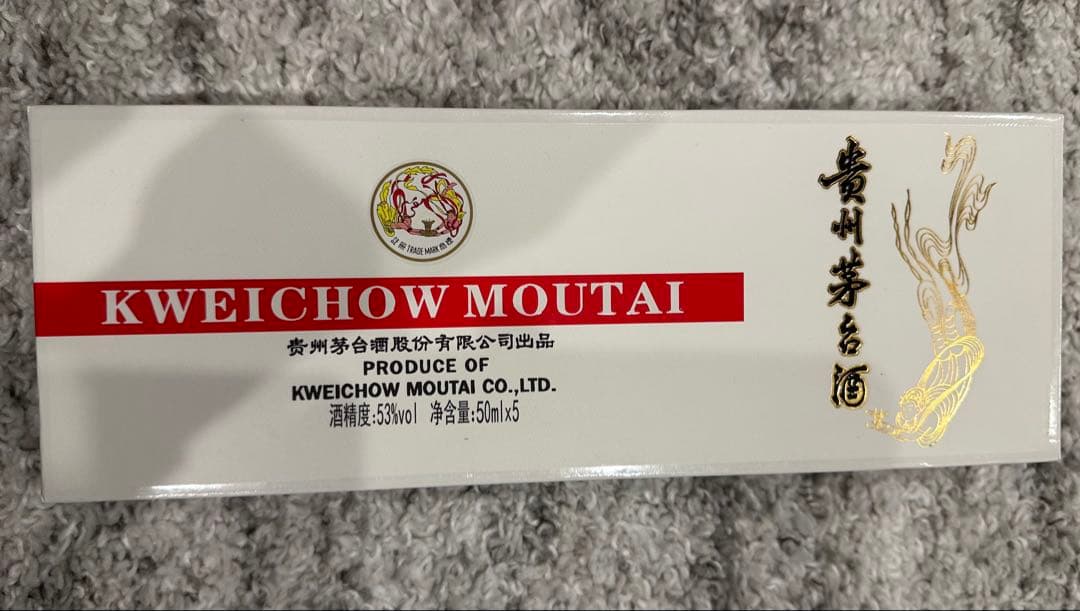 注册 TRADE MARK 商标
KWEICHOW MOUTAI
贵州茅台酒股份有限公司出品
PRODUCE OF
KWEICHOW MOUTAI CO.,LTD.
酒精度:53%vol 净含量:50ml×5
贵州茅台酒